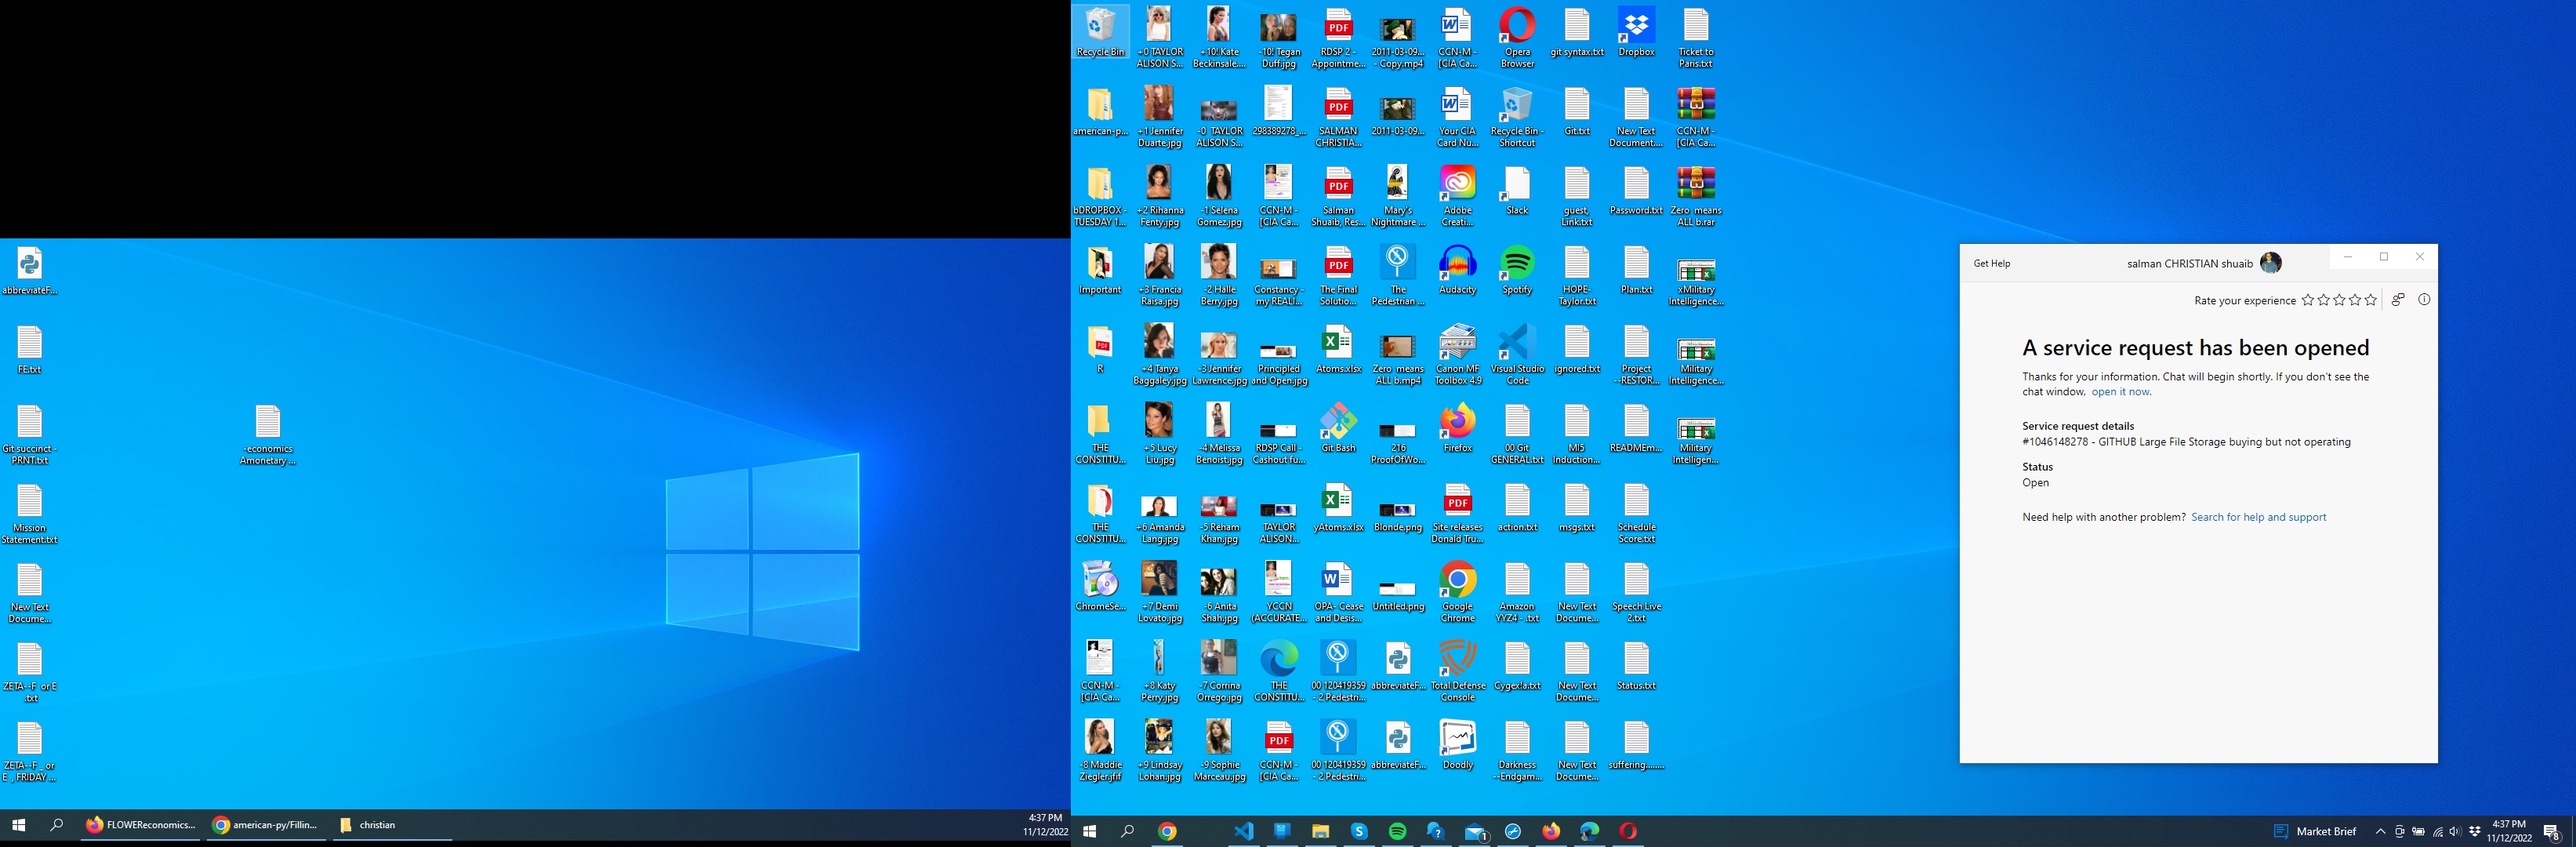 abbreviateF...
FE.txt
Git succinct -
PRNT.txt
-economics
Amonetary ...
Mission
Statement.txt
New Text
Docume...
ZETA--F or E
.txt
ZETA--F _ or
E _, FRIDAY ...
FLOWEReconomics...
american-py/Fillin...
christian
4:37 PM
11/12/2022
Recycle Bin
+0 TAYLOR
ALISON S...
+10! Kate
Beckinsale....
-10! Tegan
Duff.jpg
RDSP 2 -
Appointme...
2011-03-09...
- Copy.mp4
CCN-M -
[CIA Ca...
Opera
Browser
git syntax.txt
Dropbox
Ticket to
Paris.txt
american-p...
+1 Jennifer
Duarte.jpg
-0 TAYLOR
ALISON S...
298389278_...
SALMAN
CHRISTIA...
2011-03-09...
Your CIA
Card Nu...
Recycle Bin -
Shortcut
Git.txt
New Text
Document....
CCN-M -
[CIA Ca...
bDROPBOX -
TUESDAY 1...
+2 Rihanna
Fenty.jpg
-1 Selena
Gomez.jpg
CCN-M -
[CIA Ca...
Salman
Shuaib, Res...
Mary's
Nightmare ...
Adobe
Creati...
Slack
guest,
Link.txt
Password.txt
Zero means
ALL b.rar
Important
+3 Francia
Raisa.jpg
-2 Halle
Berry.jpg
Constancy -
my REALI...
The Final
Solutio...
The
Pedestrian ...
Audacity
Spotify
HOPE-
Taylor.txt
Plan.txt
xMilitary
Intelligence...
R
+4 Tanya
Baggaley.jpg
-3 Jennifer
Lawrence.jpg
Principled
and Open.jpg
Atoms.xlsx
Zero means
ALL b.mp4
Canon MF
Toolbox 4.9
Visual Studio
Code
ignored.txt
Project
--RESTOR...
Military
Intelligence...
THE
CONSTITU...
+5 Lucy
Liu.jpg
-4 Melissa
Benoist.jpg
RDSP Call -
Cashout fu...
Git Bash
216
ProofOfWo...
Firefox
00 Git
GENERAL.txt
MI5
Induction...
READMEm...
Military
Intelligen...
THE
CONSTITU...
+6 Amanda
Lang.jpg
-5 Reham
Khan.jpg
TAYLOR
ALISON...
yAtoms.xlsx
Blonde.png
Site releases
Donald Tru...
action.txt
msgs.txt
Schedule
Score.txt
ChromeSe...
+7 Demi
Lovato.jpg
-6 Anita
Shah.jpg
YCCN
(ACCURATE...
OPA- Cease
and Desis...
Untitled.png
Google
Chrome
Amazon
YYZ4 - .txt
New Text
Docume...
Speech Live
2.txt
CCN-M -
[CIA Ca...
+8 Katy
Perry.jpg
-7 Corrina
Orrego.jpg
THE
CONSTITU...
00 120419359
- 2 Pedestri...
abbreviateF...
Total Defense
Console
Cygex!a.txt
New Text
Docume...
Status.txt
-8 Maddie
Ziegler.jfif
+9 Lindsay
Lohan.jpg
-9 Sophie
Marceau.jpg
CCN-M -
[CIA Ca...
00 120419359
- 2 Pedestri...
abbreviateF...
Doodly
Darkness
--Endgam...
New Text
Docume...
suffering........
Get Help
salman CHRISTIAN shuaib
Rate your experience
A service request has been opened
Thanks for your information. Chat will begin shortly. If you don't see the
chat window, open it now.
Service request details
#1046148278 - GITHUB Large File Storage buying but not operating
Status
Open
Need help with another problem? Search for help and support
1
Market Brief
4:37 PM
11/12/2022
8